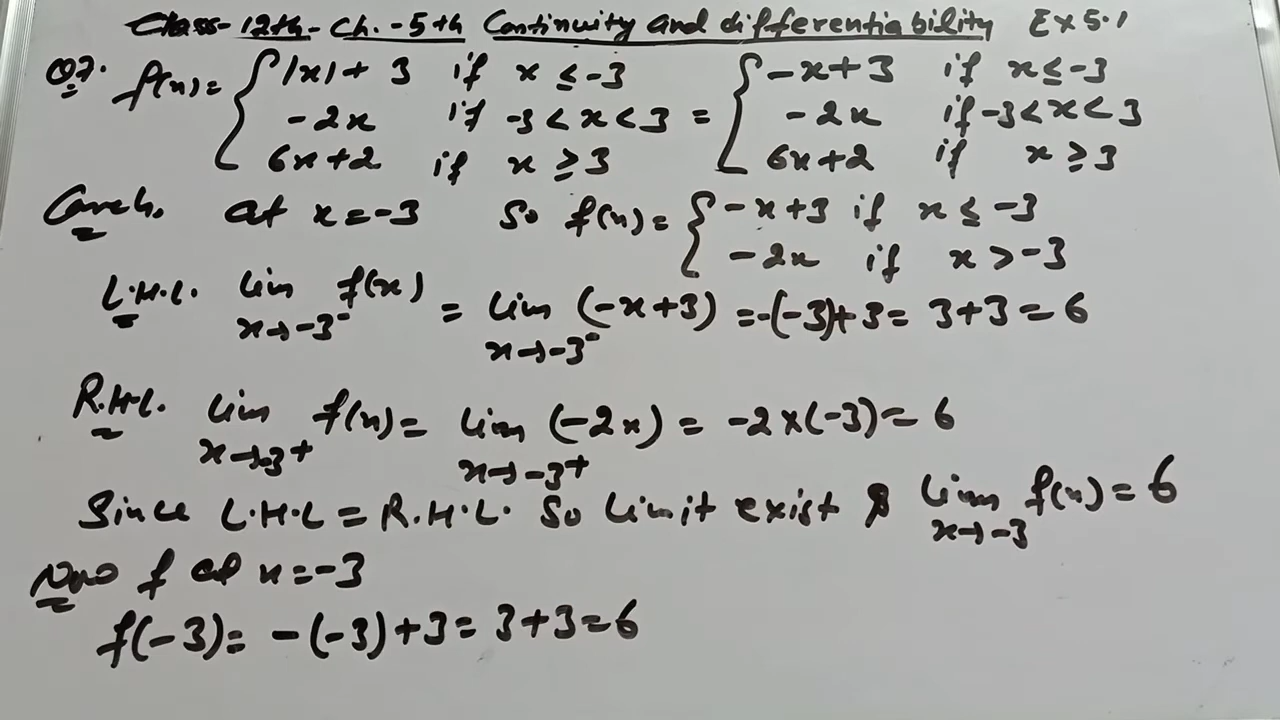 Class-12th-Ch.-5th Continuity and differentiability Ex 5.1
Q7. f(x)= { |x|+3 if x ≤ -3 = { -x+3 if x ≤ -3
-2x if -3<x<3 -2x if -3<x<3
6x+2 if x ≥ 3 6x+2 if x ≥ 3
at x=-3 So f(x)= { -x+3 if x ≤ -3
-2x if x >-3
L.H.L. lim x→-3⁻ f(x) = lim x→-3⁻ (-x+3) = -(-3)+3 = 3+3 = 6
R.H.L. lim x→-3⁺ f(x) = lim x→-3⁺ (-2x) = -2×(-3) = 6
Since L.H.L = R.H.L. So limit exist & lim x→-3 f(x) = 6
Now f at x=-3
f(-3) = -(-3)+3 = 3+3 = 6